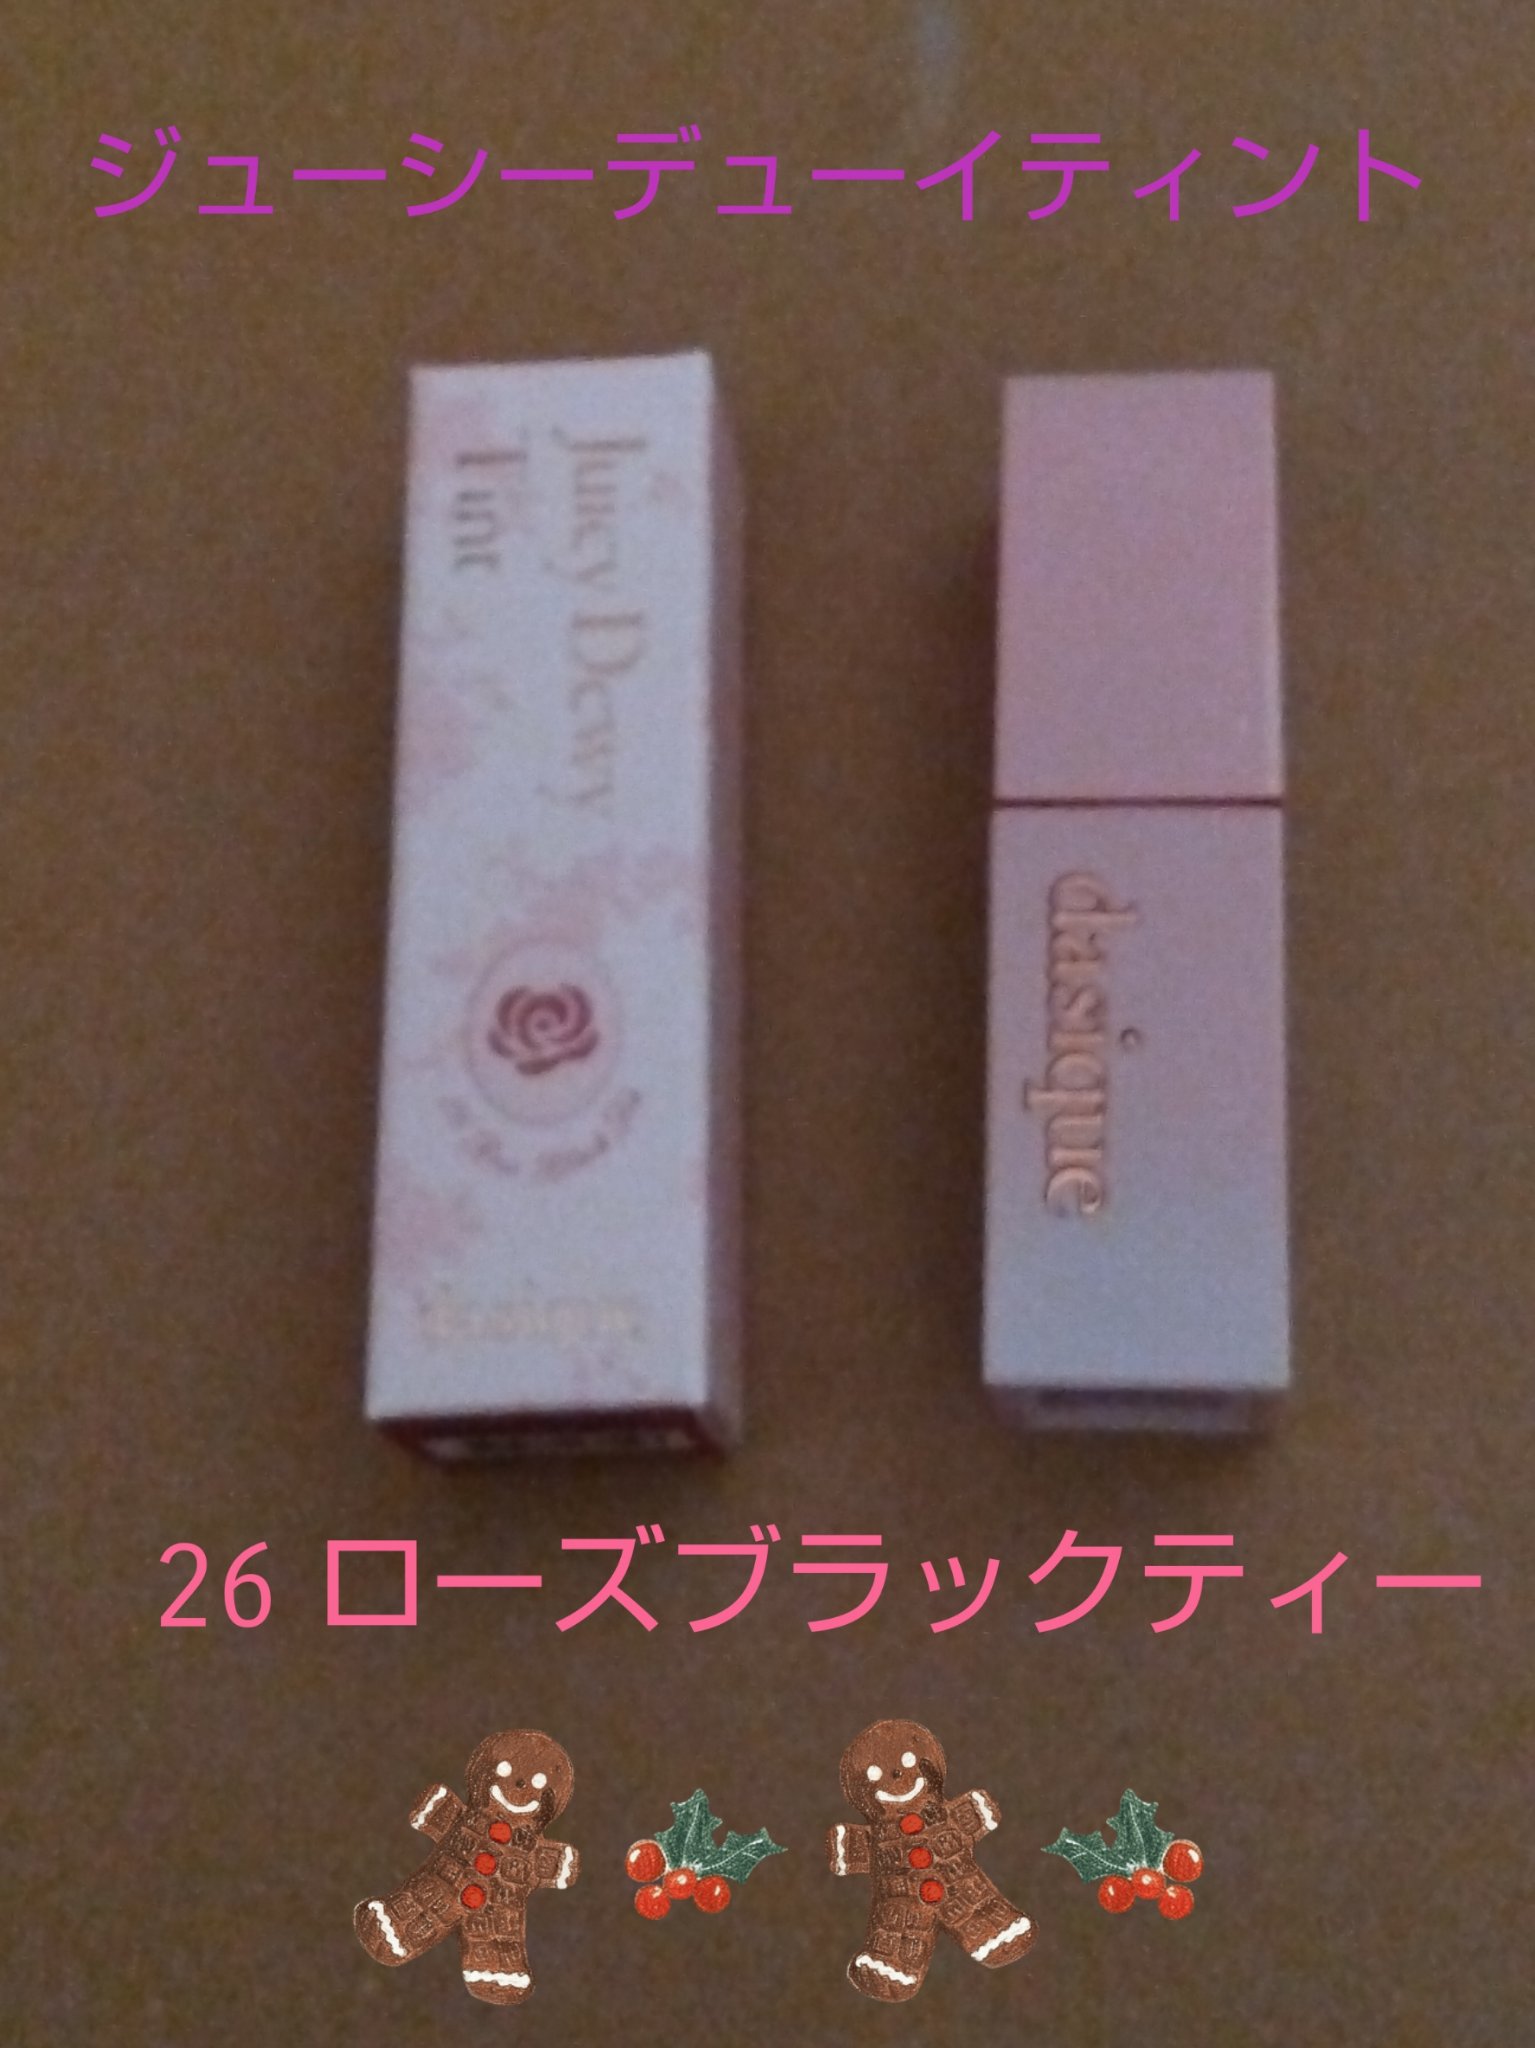 ジューシーデューイティント
Juicy Dewy
Tint
dasique
dasique
26 ローズブラックティー